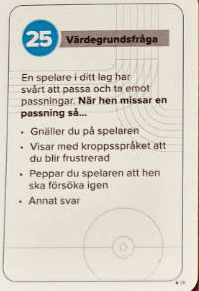 25
Värdegrundsfråga
En spelare i ditt lag har
svårt att passa och ta emot
passningar. När hen missar en
passning så...
• Gnäller du på spelaren
• Visar med kroppsspråket att
du blir frustrerad
• Peppar du spelaren att hen
ska försöka igen
• Annat svar